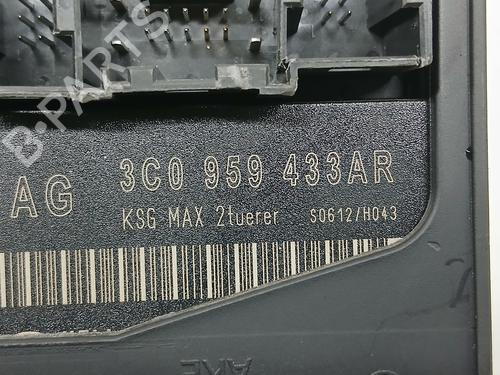 B-PARTS
AG 3C0 959 433AR
KSG MAX 2tuerer S0612/H043